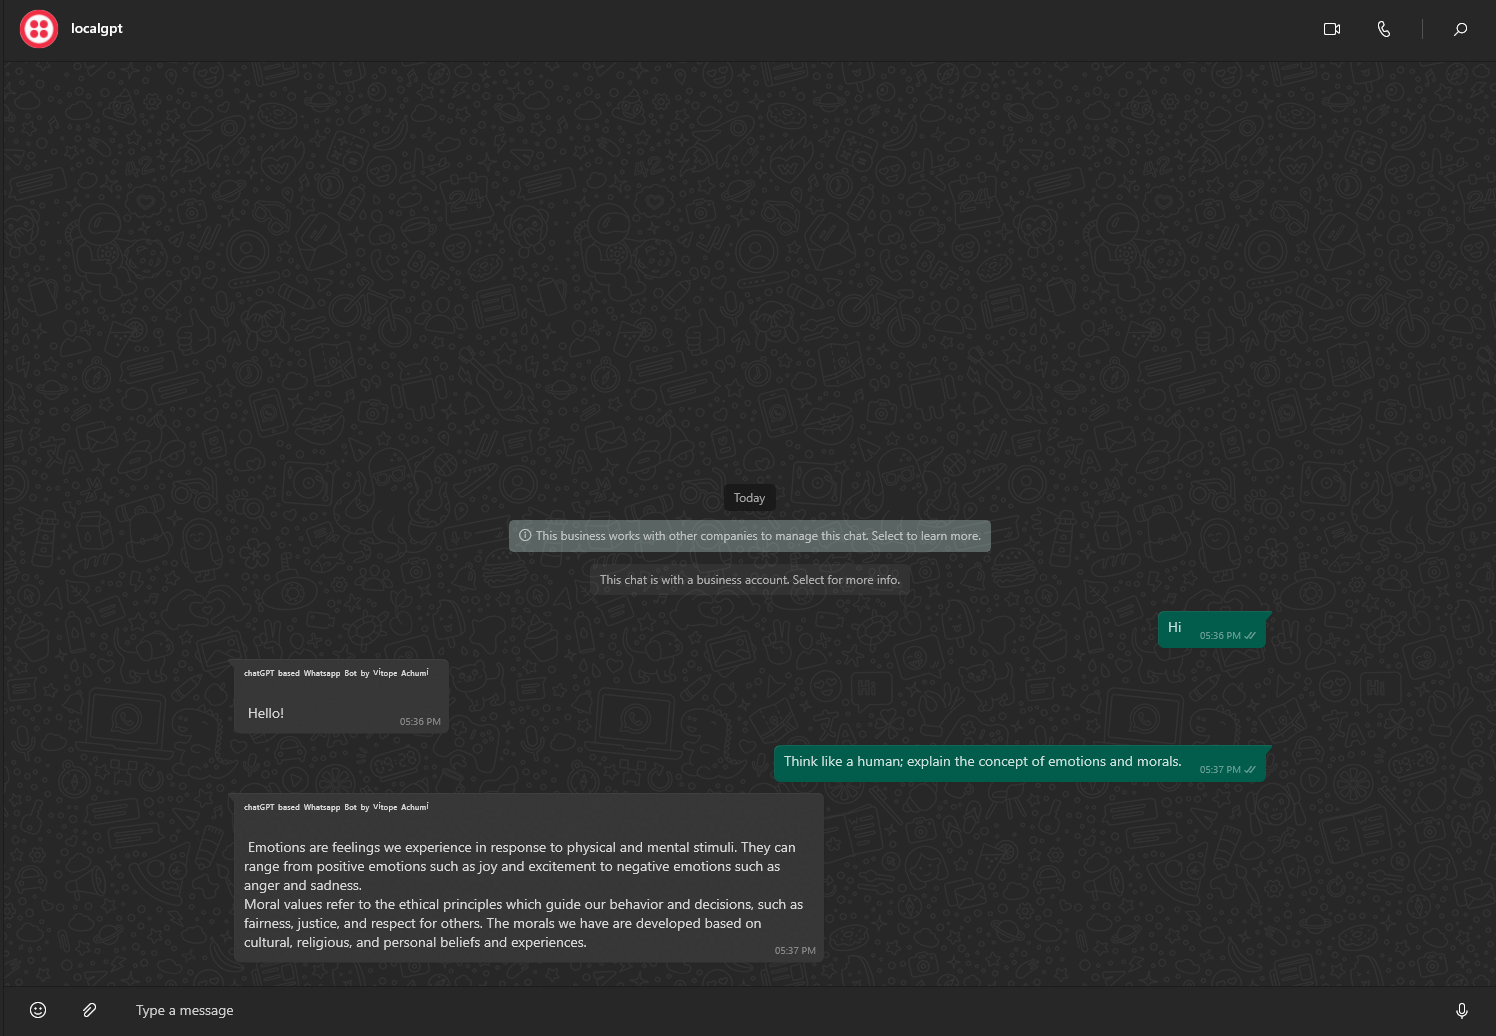 localgpt
Today
This business works with other companies to manage this chat. Select to learn more.
This chat is with a business account. Select for more info.
Hi
05:36 PM
chatGPT based Whatsapp Bot by Vitope Achumi
Hello!
05:36 PM
Think like a human; explain the concept of emotions and morals.
05:37 PM
chatGPT based Whatsapp Bot by Vitope Achumi
Emotions are feelings we experience in response to physical and mental stimuli. They can
range from positive emotions such as joy and excitement to negative emotions such as
anger and sadness.
Moral values refer to the ethical principles which guide our behavior and decisions, such as
fairness, justice, and respect for others. The morals we have are developed based on
cultural, religious, and personal beliefs and experiences.
05:37 PM
Type a message